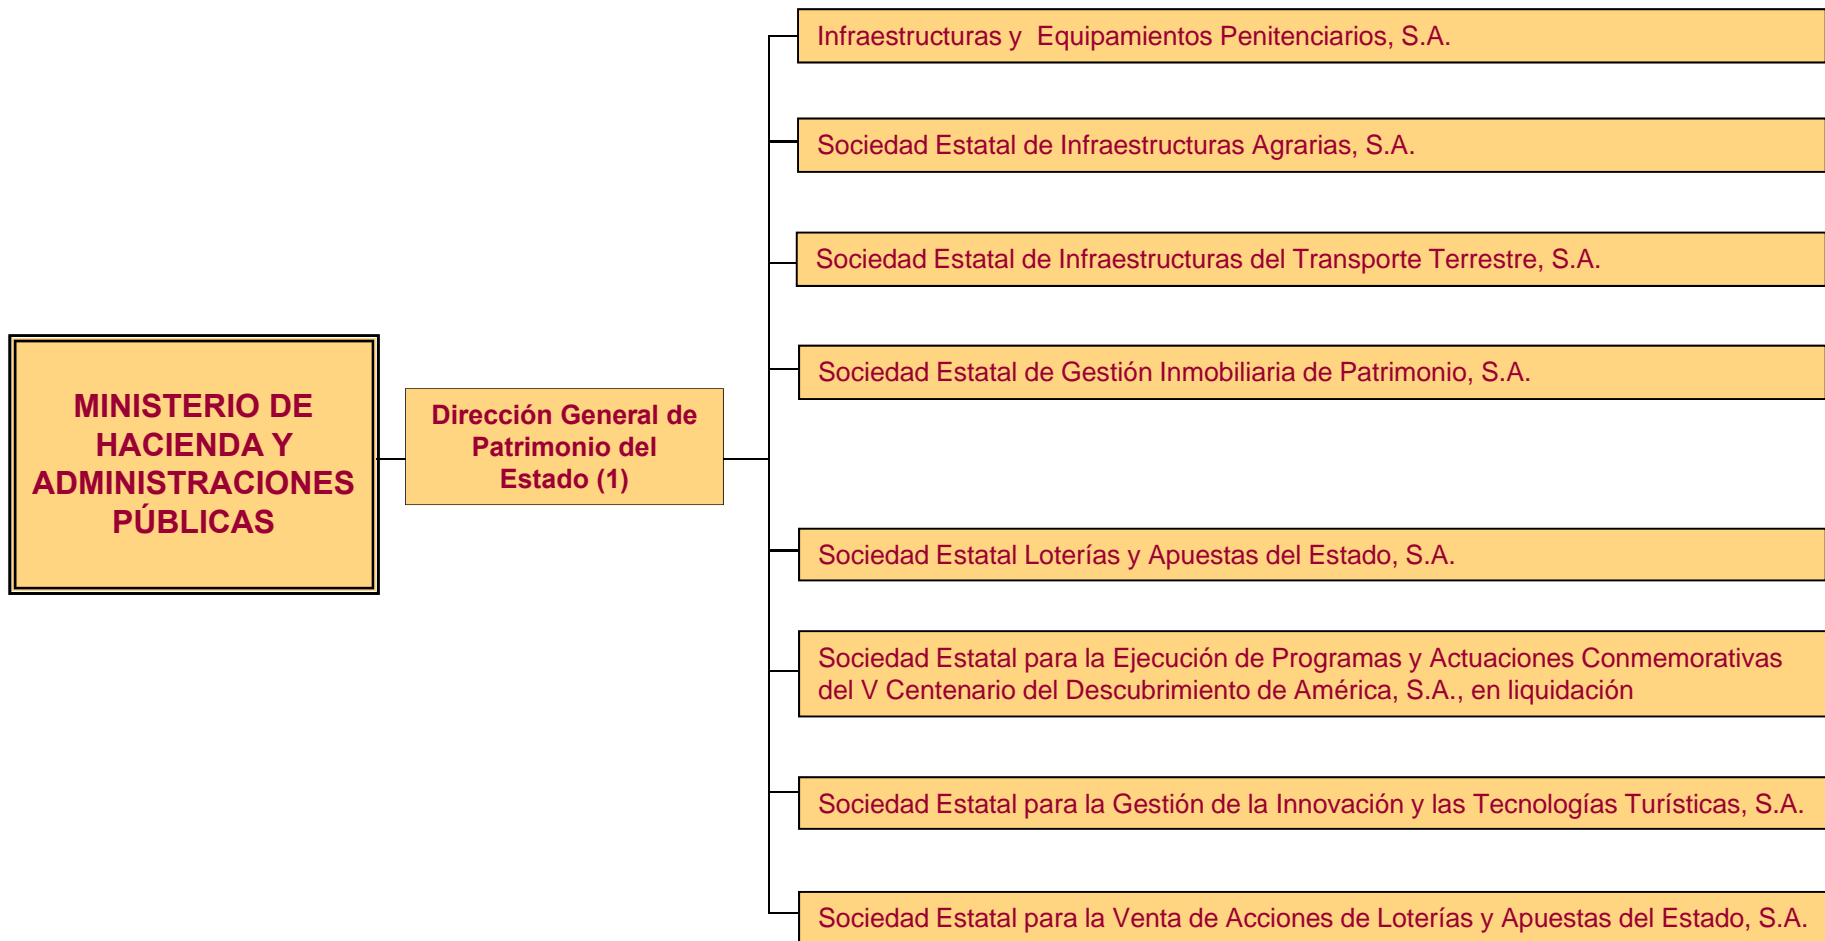 MINISTERIO DE
HACIENDA Y
ADMINISTRACIONES
PÚBLICAS
Dirección General de
Patrimonio del
Estado (1)
Infraestructuras y  Equipamientos Penitenciarios, S.A.
Sociedad Estatal de Infraestructuras Agrarias, S.A.
Sociedad Estatal de Infraestructuras del Transporte Terrestre, S.A.
Sociedad Estatal de Gestión Inmobiliaria de Patrimonio, S.A.
Sociedad Estatal Loterías y Apuestas del Estado, S.A.
Sociedad Estatal para la Ejecución de Programas y Actuaciones Conmemorativas
del V Centenario del Descubrimiento de América, S.A., en liquidación
Sociedad Estatal para la Gestión de la Innovación y las Tecnologías Turísticas, S.A.
Sociedad Estatal para la Venta de Acciones de Loterías y Apuestas del Estado, S.A.